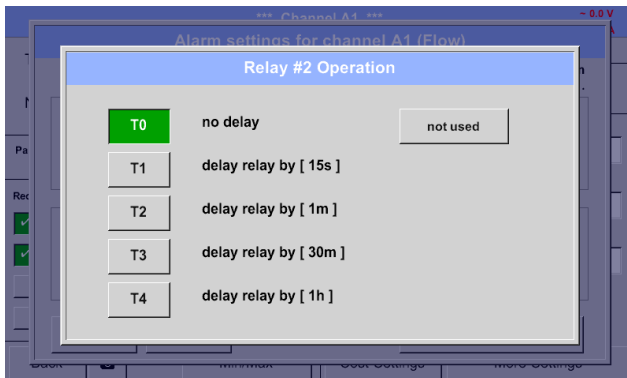 *** Channel A1 ***
~ 0.0 V
Alarm settings for channel A1 (Flow)
Relay #2 Operation
T0 no delay not used
T1 delay relay by [ 15s ]
T2 delay relay by [ 1m ]
T3 delay relay by [ 30m ]
T4 delay relay by [ 1h ]
Back Min/Max Cost Settings More Settings